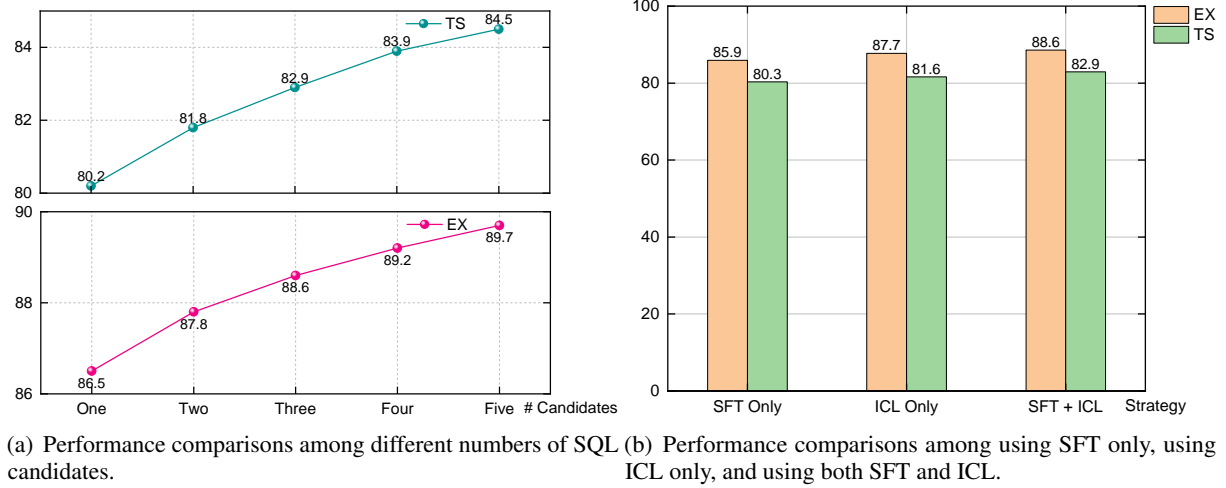 TS
84
82
80
80.2
81.8
82.9
83.9
84.5
EX
90
88
86
86.5
87.8
88.6
89.2
89.7
One Two Three Four Five # Candidates
(a) Performance comparisons among different numbers of SQL
candidates.
EX
TS
100
80
60
40
20
0
85.9 80.3 87.7 81.6 88.6 82.9
SFT Only ICL Only SFT + ICL Strategy
(b) Performance comparisons among using SFT only, using
ICL only, and using both SFT and ICL.